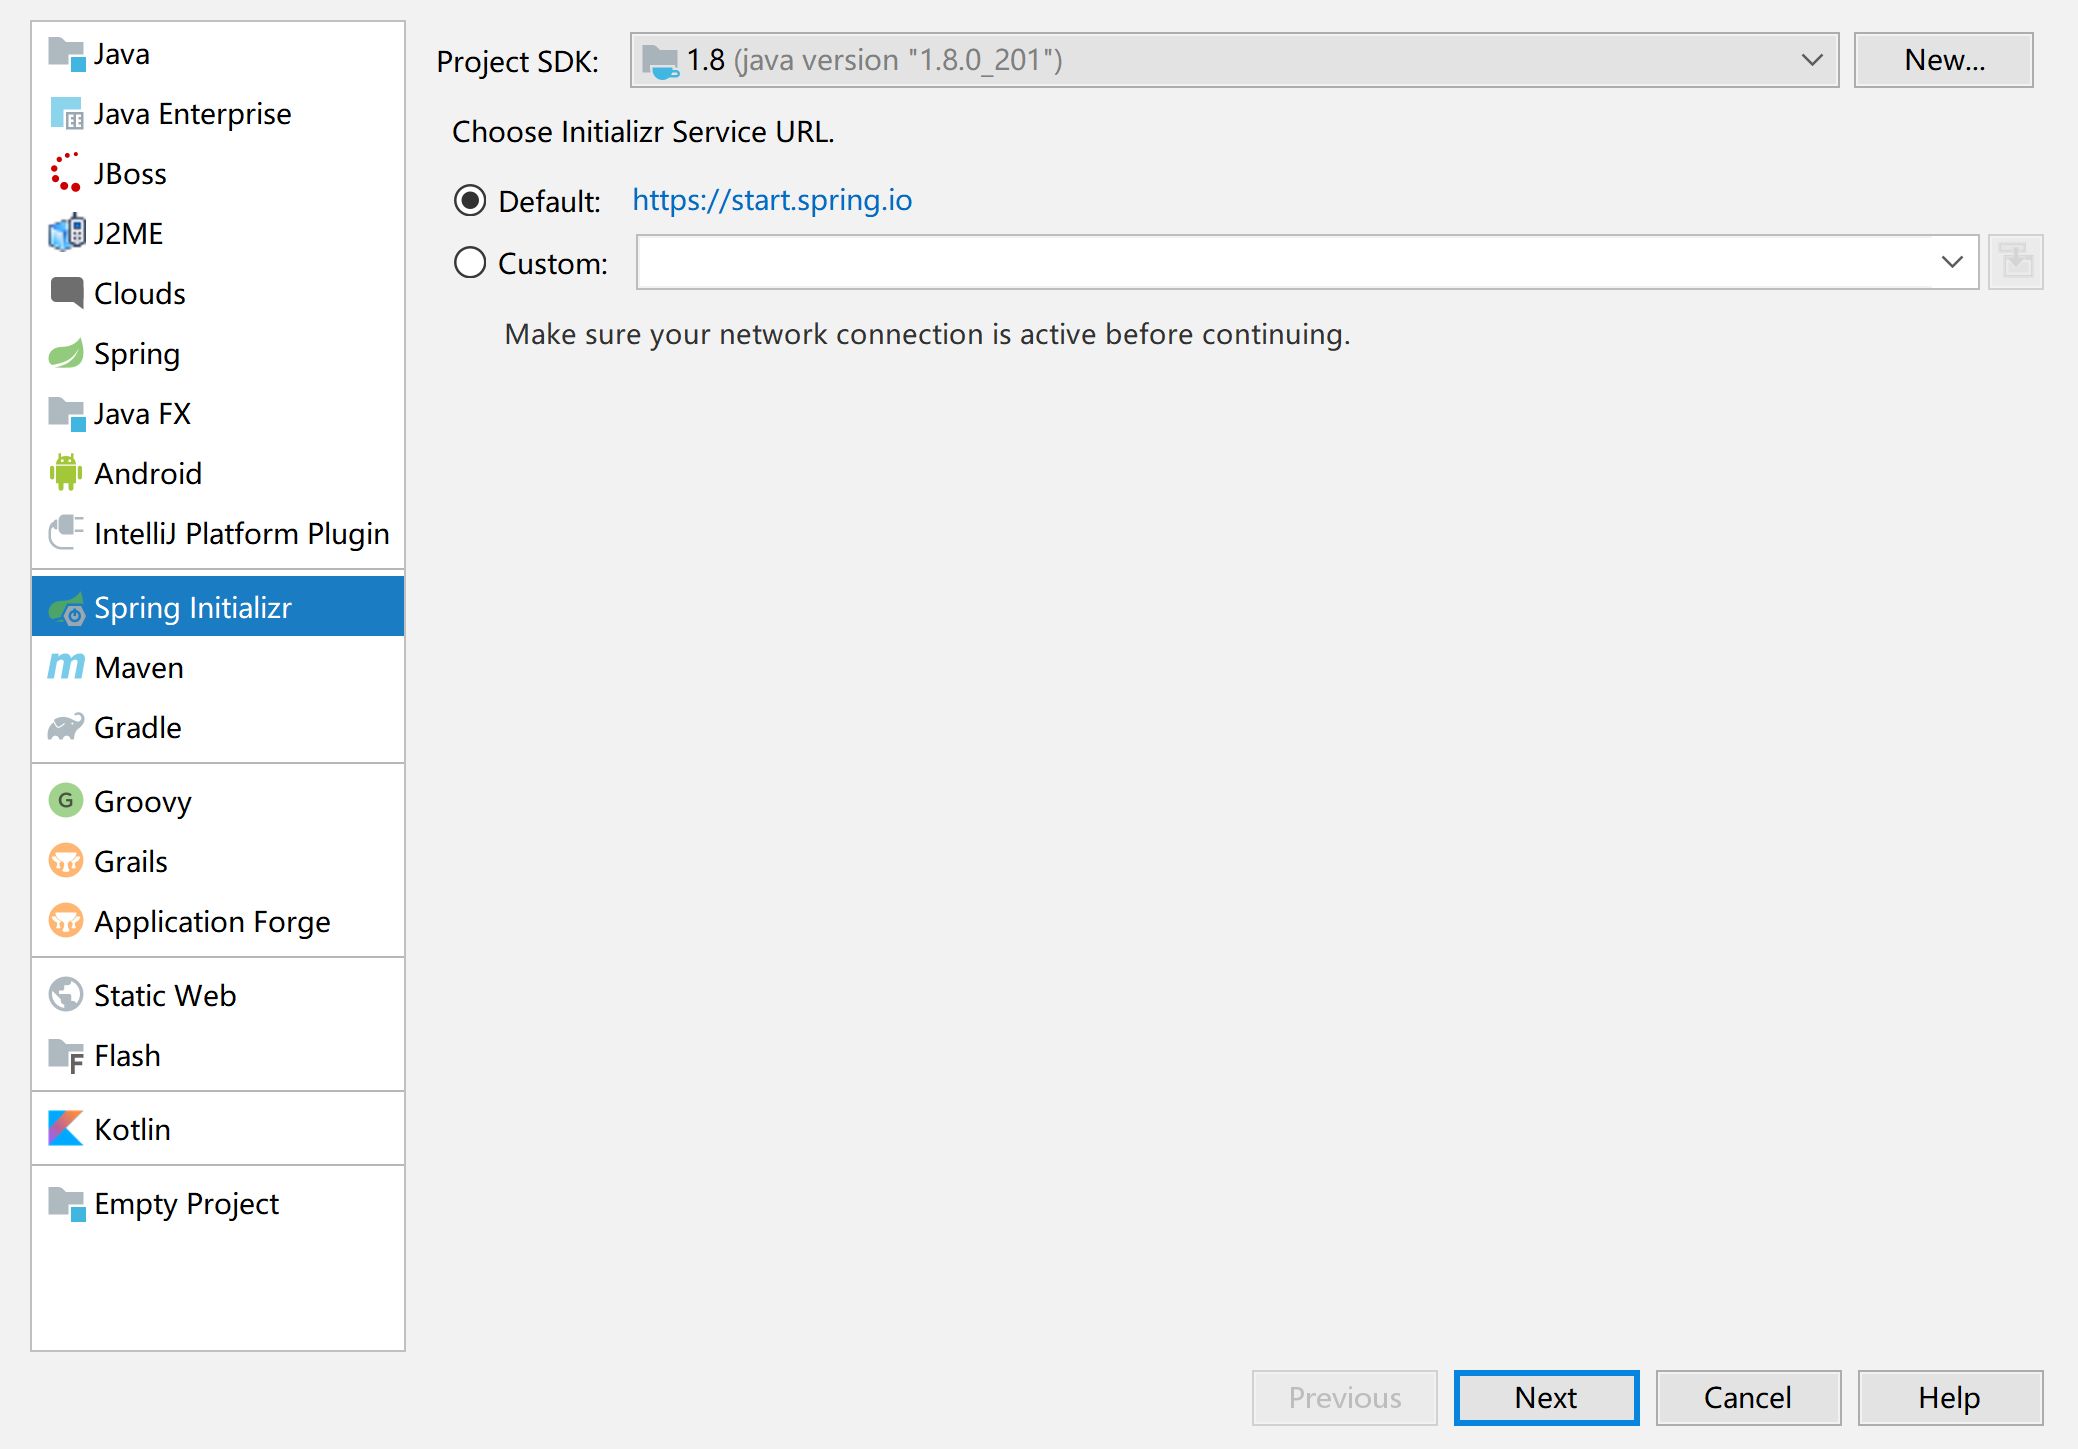 Java
Java Enterprise
JBoss
J2ME
Clouds
Spring
Java FX
Android
IntelliJ Platform Plugin
Spring Initializr
Maven
Gradle
G Groovy
Grails
Application Forge
Static Web
Flash
Kotlin
Empty Project
Project SDK: 1.8 (java version "1.8.0_201") New...
Choose Initializr Service URL.
Default: https://start.spring.io
Custom:
Make sure your network connection is active before continuing.
Previous Next Cancel Help